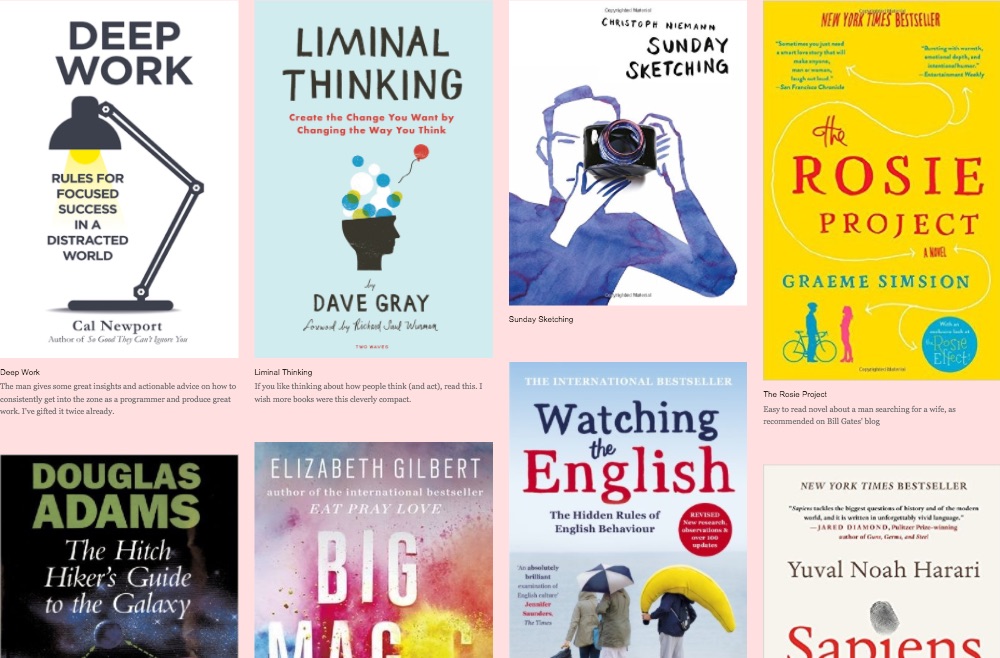 DEEP
WORK
RULES FOR
FOCUSED
SUCCESS
IN A
DISTRACTED
WORLD
Cal Newport
Author of So Good They Can't Ignore You
Deep Work
The man gives some great insights and actionable advice on how to
consistently get into the zone as a programmer and produce great
work. I've gifted it twice already.
DOUGLAS
ADAMS
The Hitch
Hiker's Guide
to the Galaxy
LIMINAL
THINKING
Create the Change You Want by
Changing the Way You Think
by
DAVE GRAY
foreword by Richard Saul Wurman
TWO WAVES
Liminal Thinking
If you like thinking about how people think (and act), read this. I
wish more books were this cleverly compact.
ELIZABETH GILBERT
author of the international bestseller
EAT PRAY LOVE
BIG
MAGIC
Copyrighted Material
CHRISTOPH NIEMANN
SUNDAY
SKETCHING
Copyrighted Material
Sunday Sketching
THE INTERNATIONAL BESTSELLER
Watching
the
English
The Hidden Rules of
English Behaviour
REVISED
New research,
observations & over 100
updates
'An absolutely
brilliant
examination of
English culture'
Jennifer
Saunders,
The Times
Copyrighted Material
NEW YORK TIMES BESTSELLER
"Sometimes you just need
a smart love story that will
make anyone,
man or woman,
laugh out loud."
—San Francisco Chronicle
"Bursting with warmth,
emotional depth, and
intentional humor."
—Entertainment Weekly
the
ROSIE
PROJECT
A NOVEL
GRAEME SIMSION
With an
exclusive look at
the Rosie
Effect!
Copyrighted Material
The Rosie Project
Easy to read novel about a man searching for a wife, as
recommended on Bill Gates' blog
NEW YORK TIMES BESTSELLER
"Sapiens tackles the biggest questions of history and of the modern
world, and it is written in unforgettably vivid language."
—JARED DIAMOND, Pulitzer Prize–winning
author of Guns, Germs, and Steel
Yuval Noah Harari
Sapiens